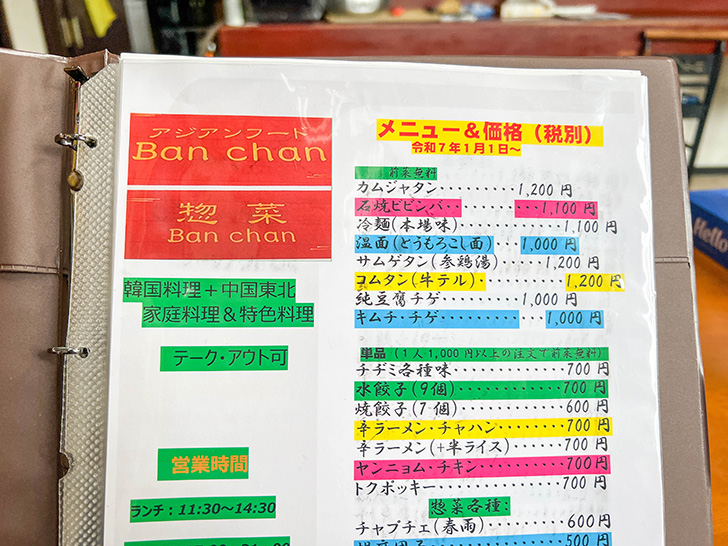 アジアンフード
Ban chan
惣菜
Ban chan
韓国料理+中国東北
家庭料理&特色料理
テーク・アウト可
営業時間
ランチ:11:30~14:30
メニュー&価格(税別)
令和7年1月1日~
前菜無料
カムジャタン・・・・・・・・・1,200円
石焼ビビンバ・・・・・・・・・・1,100円
冷麺(本場味)・・・・・・・・・・1,100円
温面(とうもろこし面)・・・1,000円
サムゲタン(参鶏湯)・・・・・1,200円
コムタン(牛テル)・・・・・・・・・1,200円
純豆腐チゲ・・・・・・・・1,000円
キムチ・チゲ・・・・・・・・・・・1,000円
単品(1人1,000円以上の注文で前菜無料)
チヂミ各種味・・・・・・・・・・・700円
水餃子(9個)・・・・・・・・・・・700円
焼餃子(7個)・・・・・・・・・・・600円
辛ラーメン・チャハン・・・・・・・・700円
辛ラーメン(+半ライス)・・・・・・700円
ヤンニョム・チキン・・・・・・・・・700円
トクポッキー・・・・・・・・・・・700円
惣菜各種:
チャプチェ(春雨)・・・・・・・600円
500円